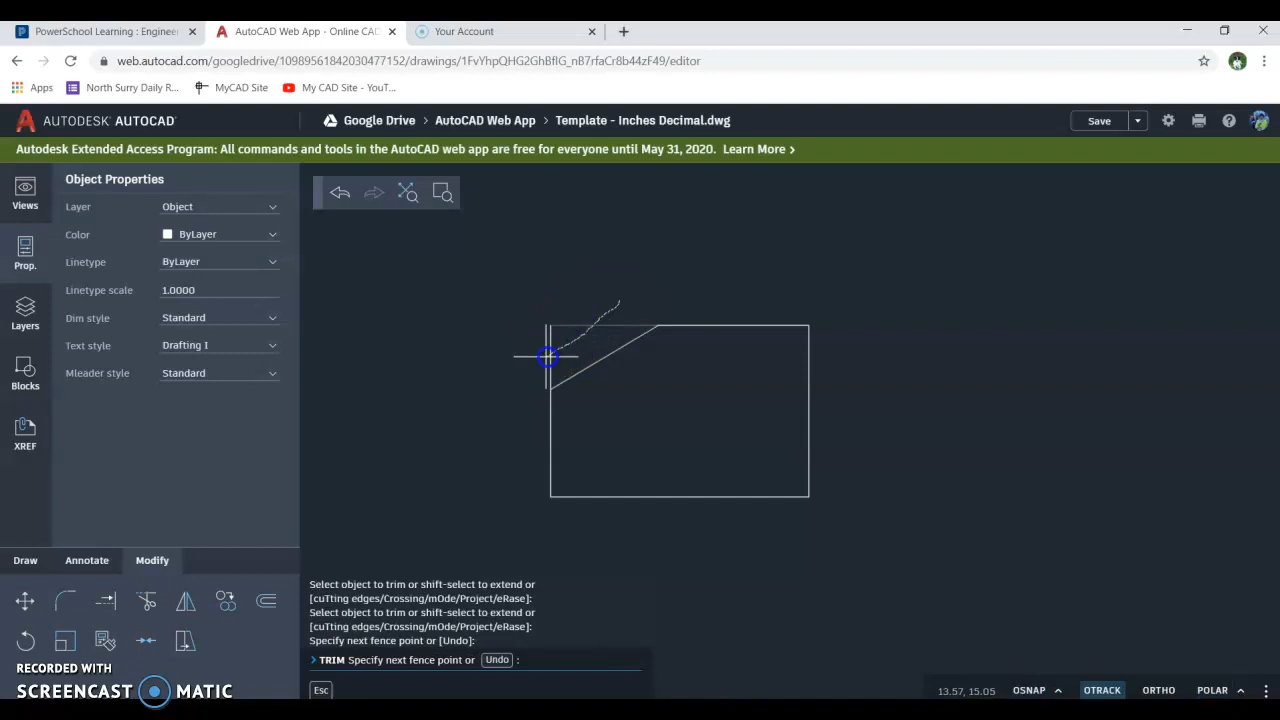 PowerSchool Learning : Enginee
AutoCAD Web App - Online CAD
Your Account
web.autocad.com/googledrive/10989561842030477152/drawings/1FvYhpQHG2GhBflG_nB7rfaCr8b44zF49/editor
Apps
North Surry Daily R...
MyCAD Site
My CAD Site - YouT...
AUTODESK® AUTOCAD®
Google Drive > AutoCAD Web App > Template - Inches Decimal.dwg
Save
Autodesk Extended Access Program: All commands and tools in the AutoCAD web app are free for everyone until May 31, 2020. Learn More >
Views
Prop.
Layers
Blocks
XREF
Object Properties
Layer Object
Color ByLayer
Linetype ByLayer
Linetype scale 1.0000
Dim style Standard
Text style Drafting I
Mleader style Standard
Draw Annotate Modify
Select object to trim or shift-select to extend or
[cuTting edges/Crossing/mOde/Project/eRase]:
Select object to trim or shift-select to extend or
[cuTting edges/Crossing/mOde/Project/eRase]:
Specify next fence point or [Undo]:
> TRIM Specify next fence point or Undo :
Esc
RECORDED WITH
SCREENCAST MATIC
13.57, 15.05 OSNAP OTRACK ORTHO POLAR